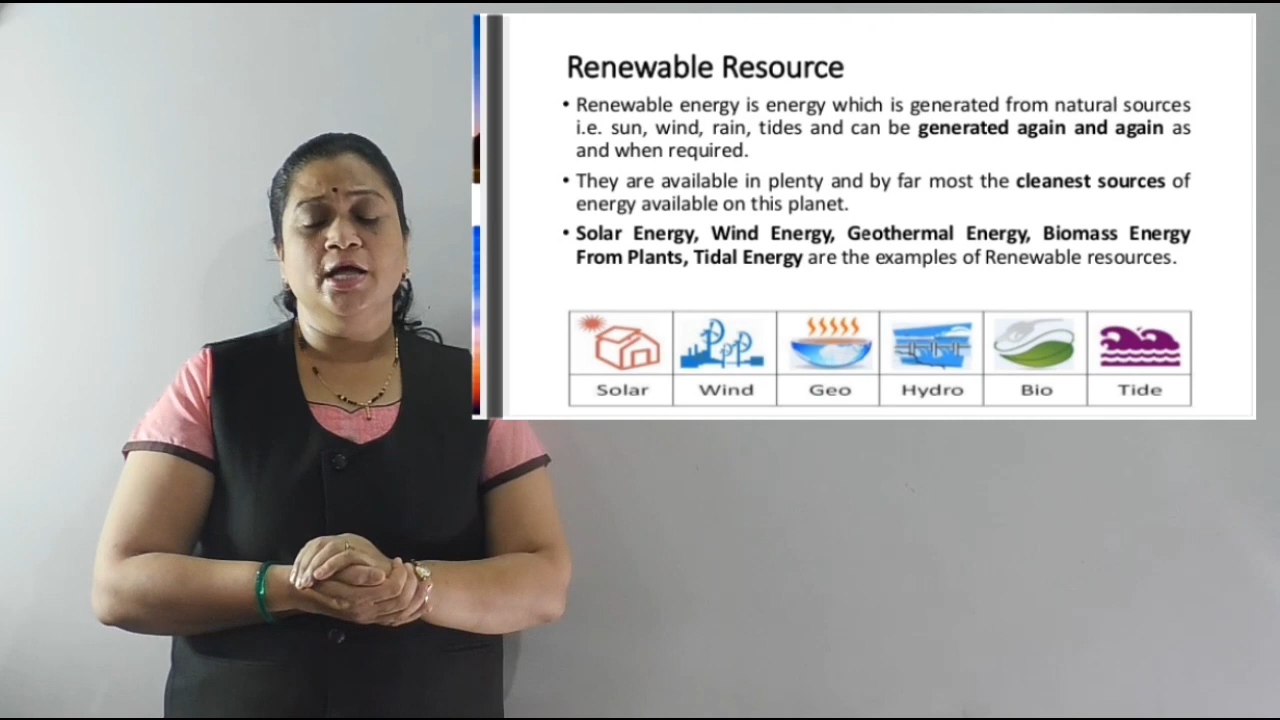 Renewable Resource
• Renewable energy is energy which is generated from natural sources
i.e. sun, wind, rain, tides and can be generated again and again as
and when required.
• They are available in plenty and by far most the cleanest sources of
energy available on this planet.
• Solar Energy, Wind Energy, Geothermal Energy, Biomass Energy
From Plants, Tidal Energy are the examples of Renewable resources.
Solar Wind Geo Hydro Bio Tide